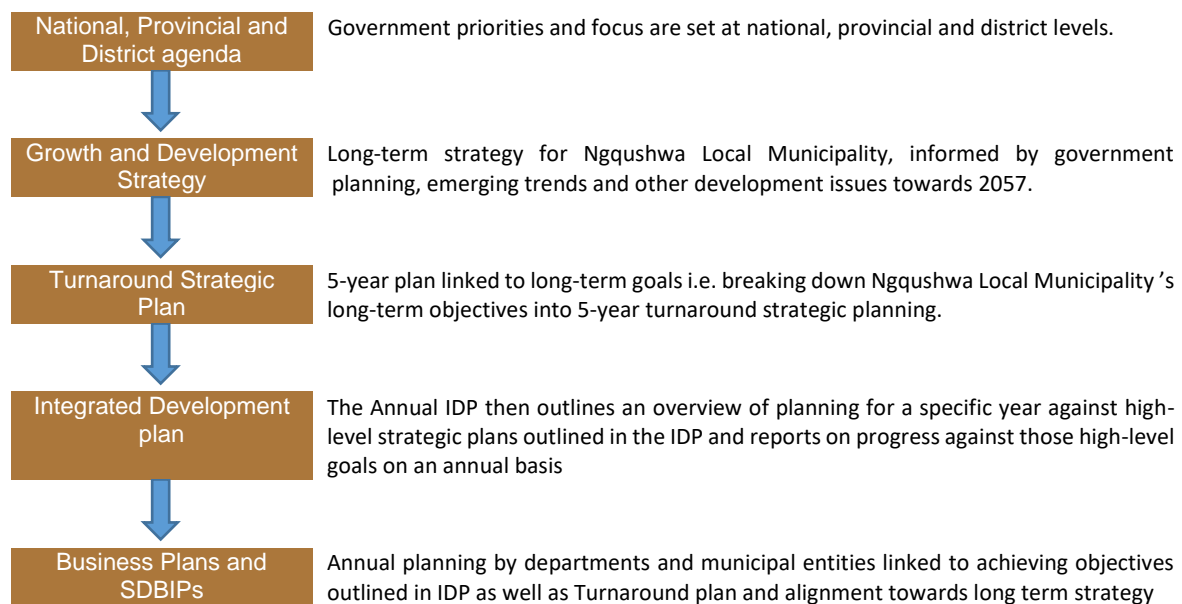 National, Provincial and
District agenda
Government priorities and focus are set at national, provincial and district levels.
Growth and Development
Strategy
Long-term strategy for Ngqushwa Local Municipality, informed by government
planning, emerging trends and other development issues towards 2057.
Turnaround Strategic
Plan
5-year plan linked to long-term goals i.e. breaking down Ngqushwa Local Municipality 's
long-term objectives into 5-year turnaround strategic planning.
Integrated Development
plan
The Annual IDP then outlines an overview of planning for a specific year against high-
level strategic plans outlined in the IDP and reports on progress against those high-level
goals on an annual basis
Business Plans and
SDBIPs
Annual planning by departments and municipal entities linked to achieving objectives
outlined in IDP as well as Turnaround plan and alignment towards long term strategy